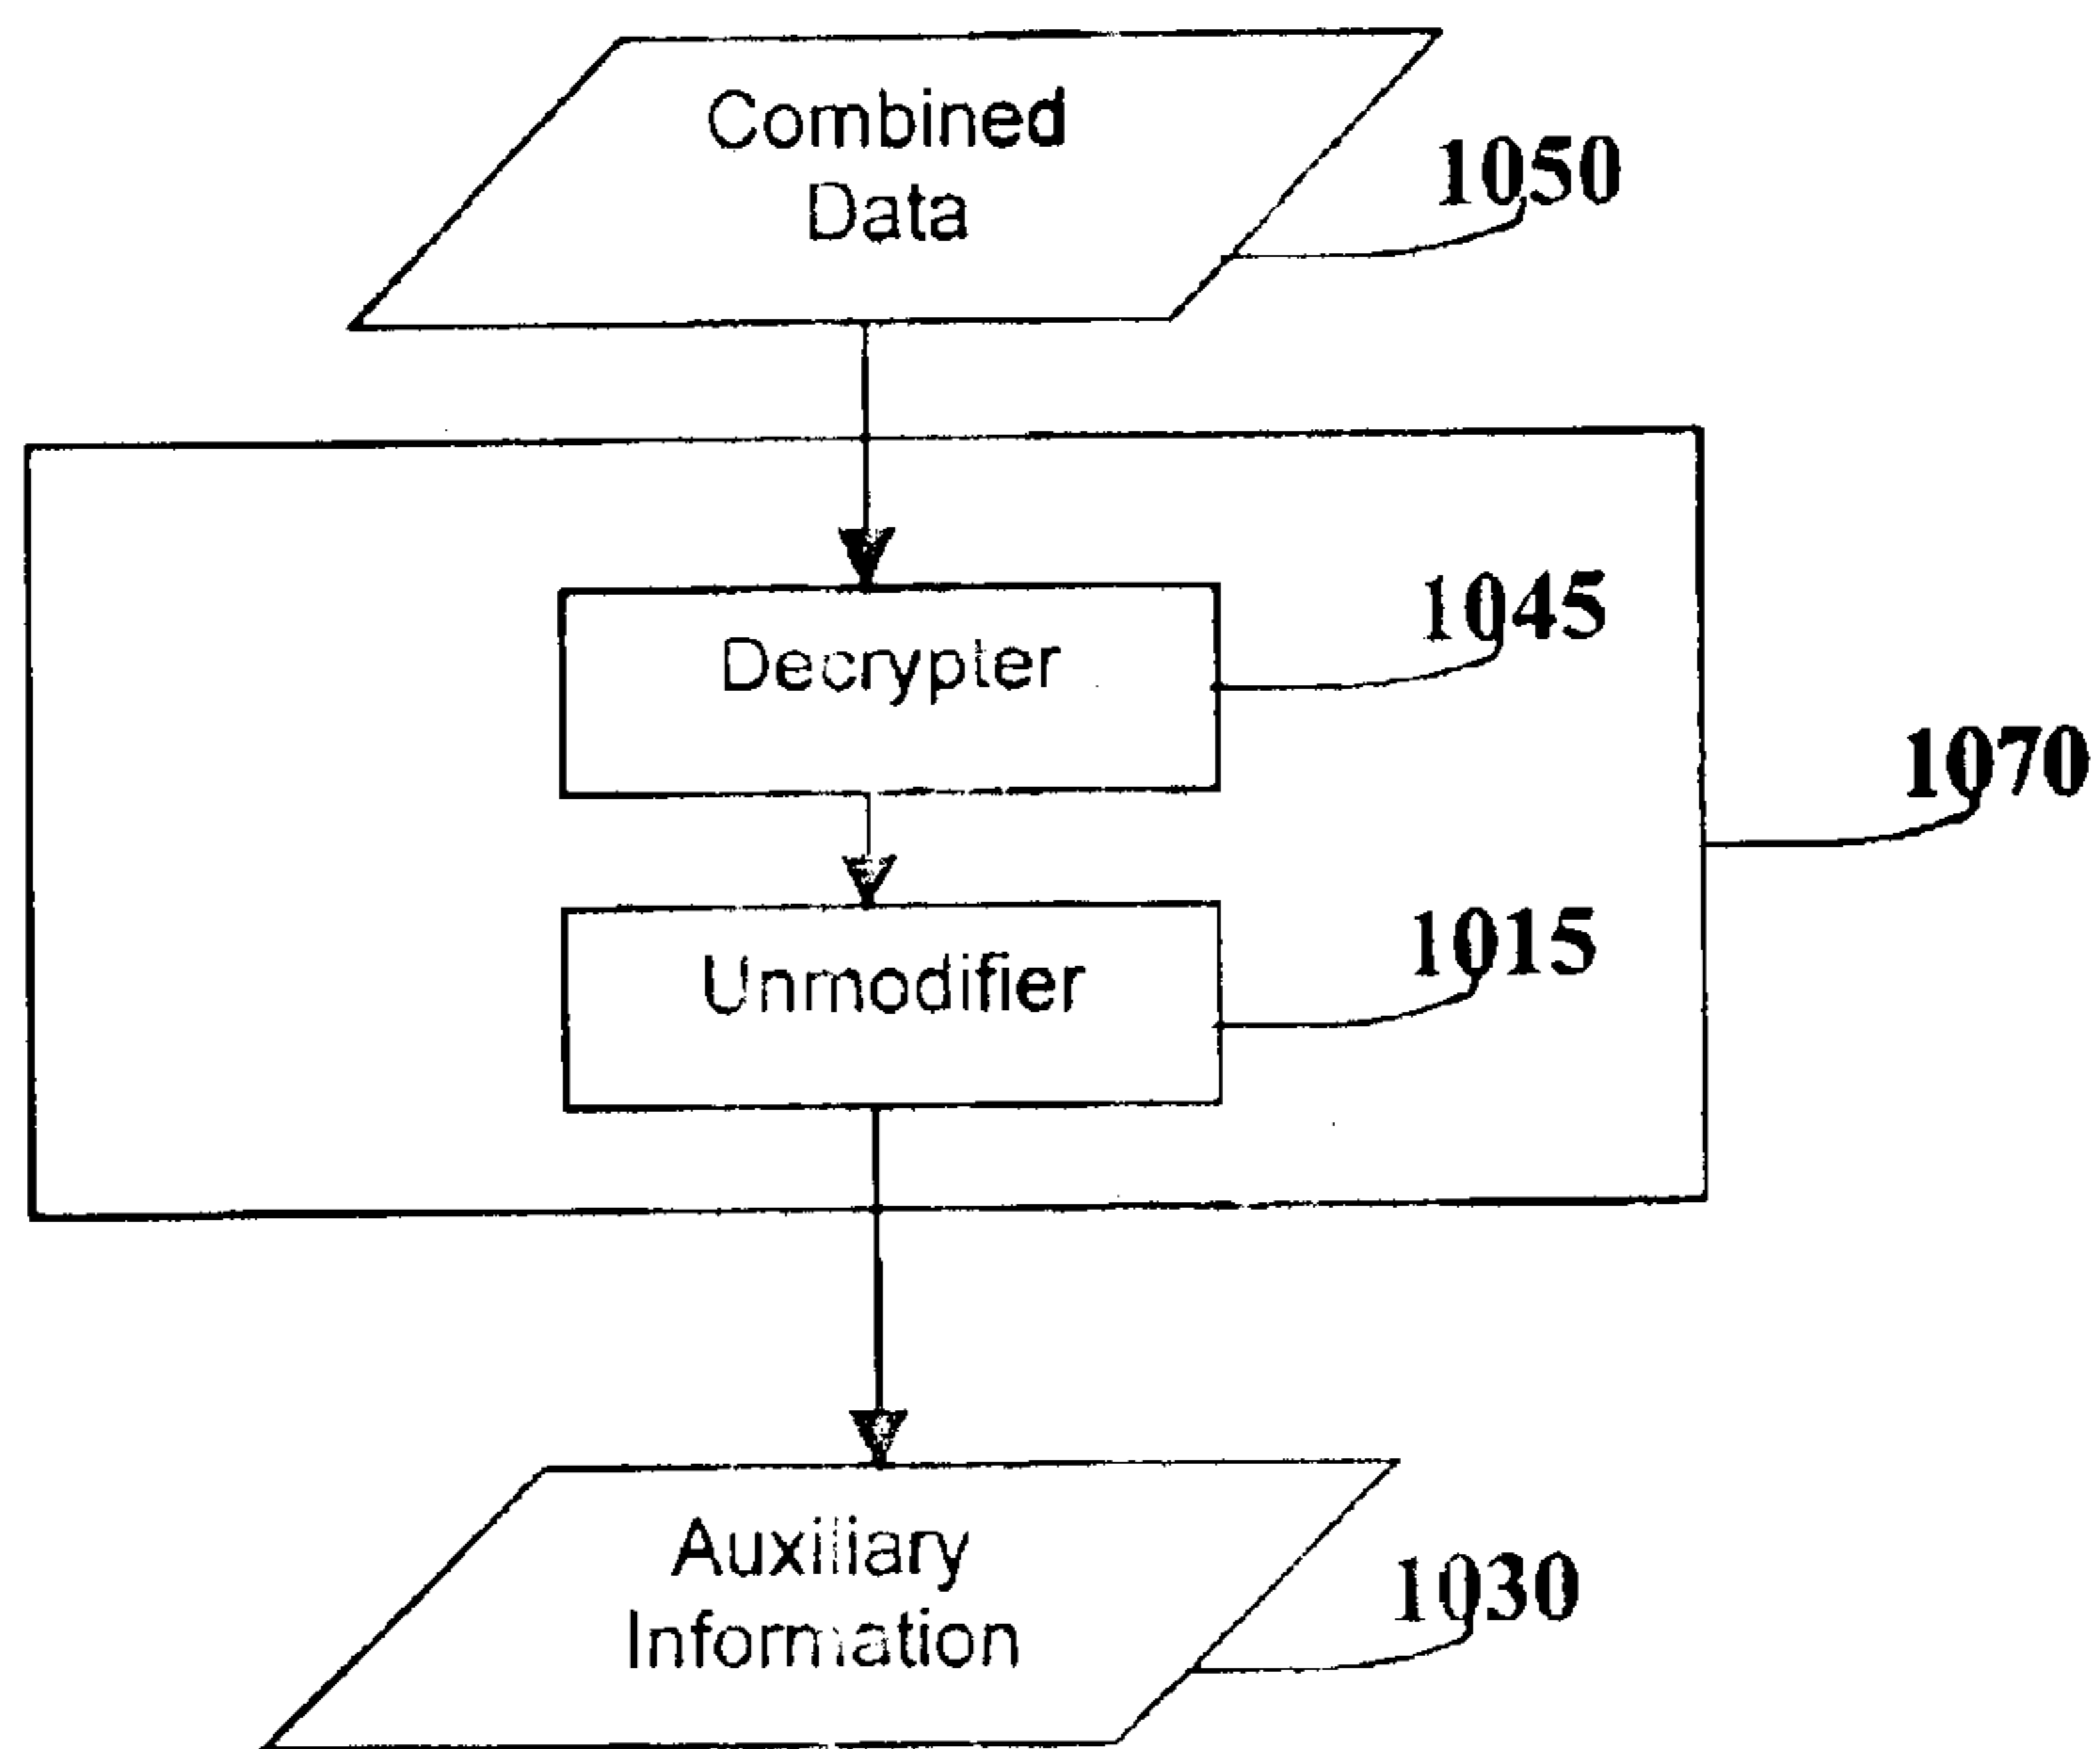 Combined
Data
1050
Decrypter
1045
1070
Unmodifier
1015
Auxiliary
Information
1030